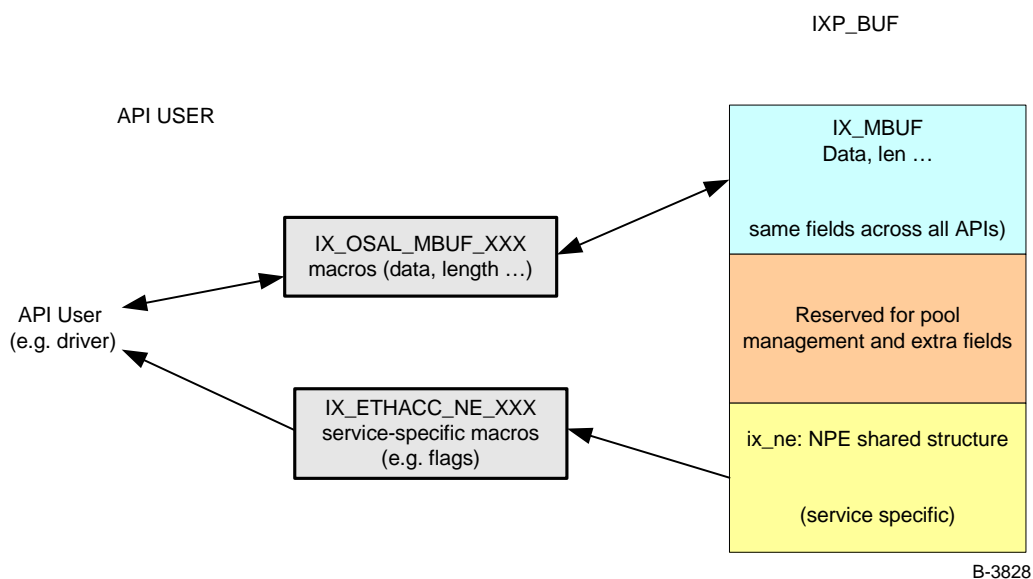 IXP_BUF
API USER
IX_MBUF
Data, len …
same fields across all APIs)
IX_OSAL_MBUF_XXX
macros (data, length …)
API User
(e.g. driver)
Reserved for pool
management and extra fields
IX_ETHACC_NE_XXX
service-specific macros
(e.g. flags)
ix_ne: NPE shared structure
(service specific)
B-3828